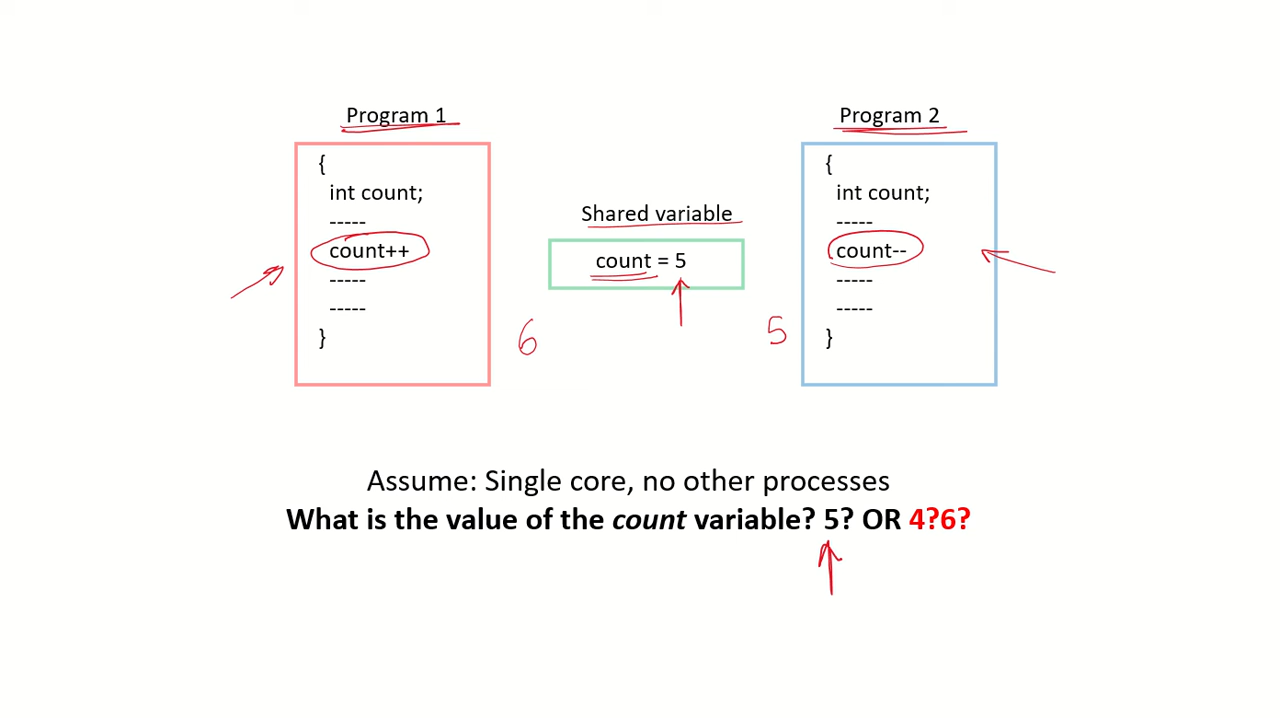 Program 1
{
int count;
-----
count++
-----
-----
}
6
Shared variable
count = 5
Program 2
{
int count;
-----
count--
-----
-----
}
5
Assume: Single core, no other processes
What is the value of the count variable? 5? OR 4?6?